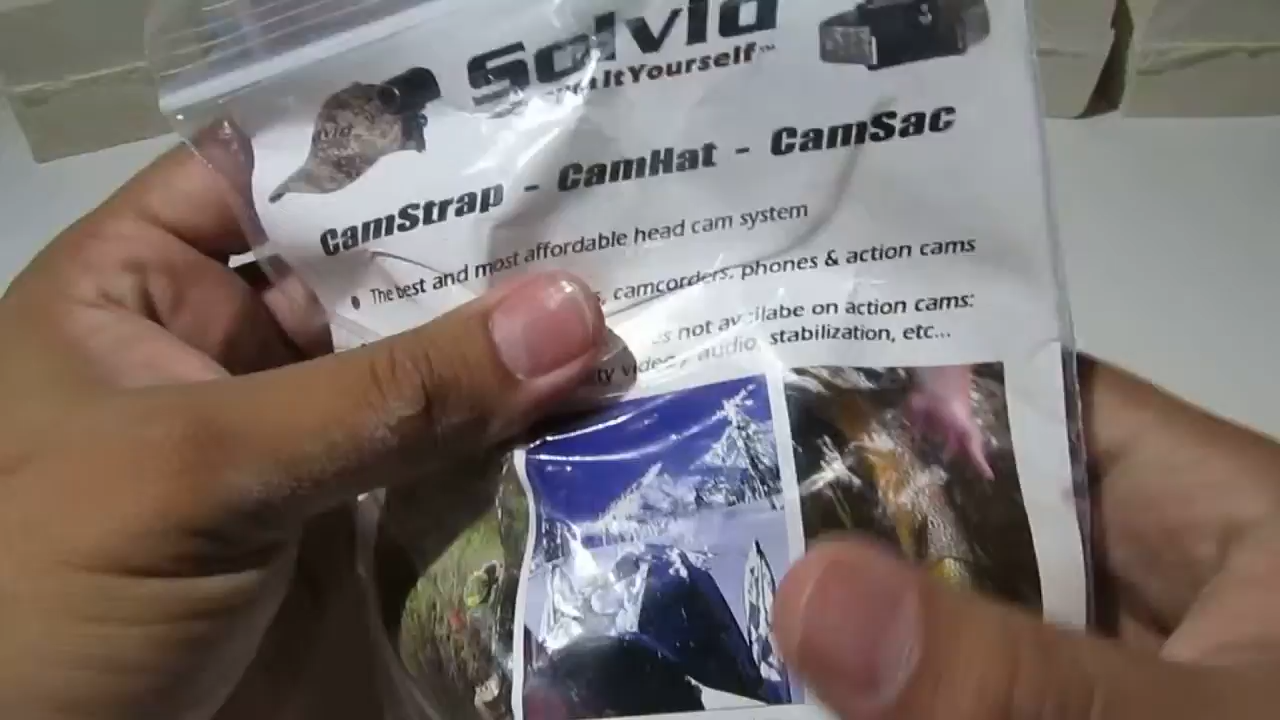 Solvid
ItYourself™
CamStrap - CamHat - CamSac
• The best and most affordable head cam system
, camcorders, phones & action cams
not availabe on action cams:
audio, stabilization, etc...